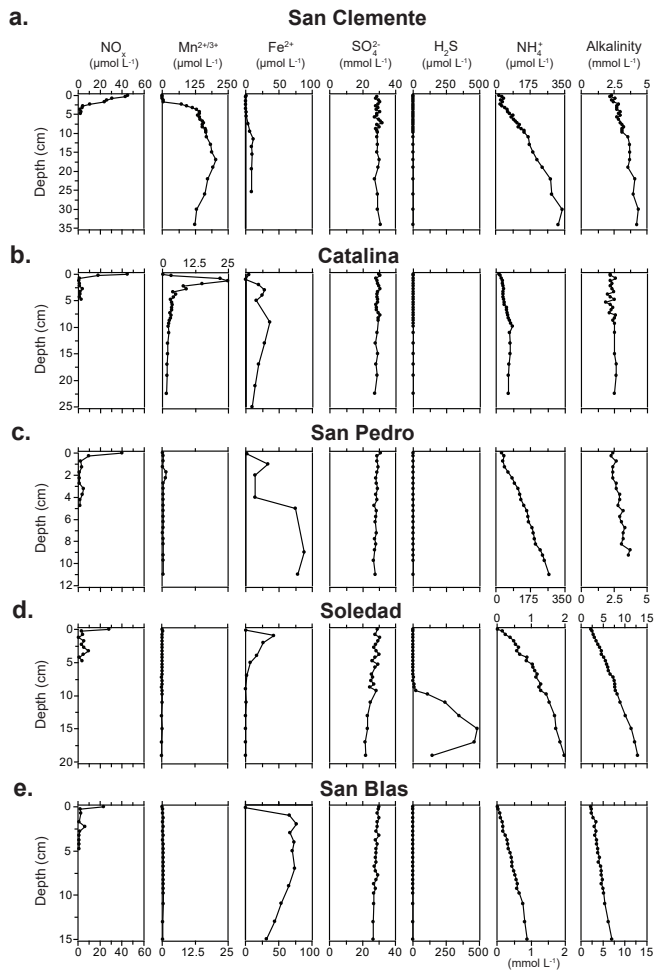 a. San Clemente
NOx Mn2+/3+ Fe2+ SO42- H2S NH4+ Alkalinity
(µmol L-1) (µmol L-1) (µmol L-1) (mmol L-1) (µmol L-1) (µmol L-1) (mmol L-1)
0 20 40 60 0 125 250 0 50 100 0 20 40 0 250 500 0 175 350 0 2.5 5
0
5
10
15
20
25
30
35
Depth (cm)
b. Catalina
0 12.5 25
0
5
10
15
20
25
Depth (cm)
c. San Pedro
0
2
4
6
8
10
12
Depth (cm)
0 175 350 0 2.5 5
d. Soledad
0 1 2 0 5 10 15
0
5
10
15
20
Depth (cm)
e. San Blas
0
5
10
15
Depth (cm)
0 20 40 60 0 12.5 25 0 50 100 0 20 40 0 250 500 0 1 2 0 5 10 15
(mmol L-1)